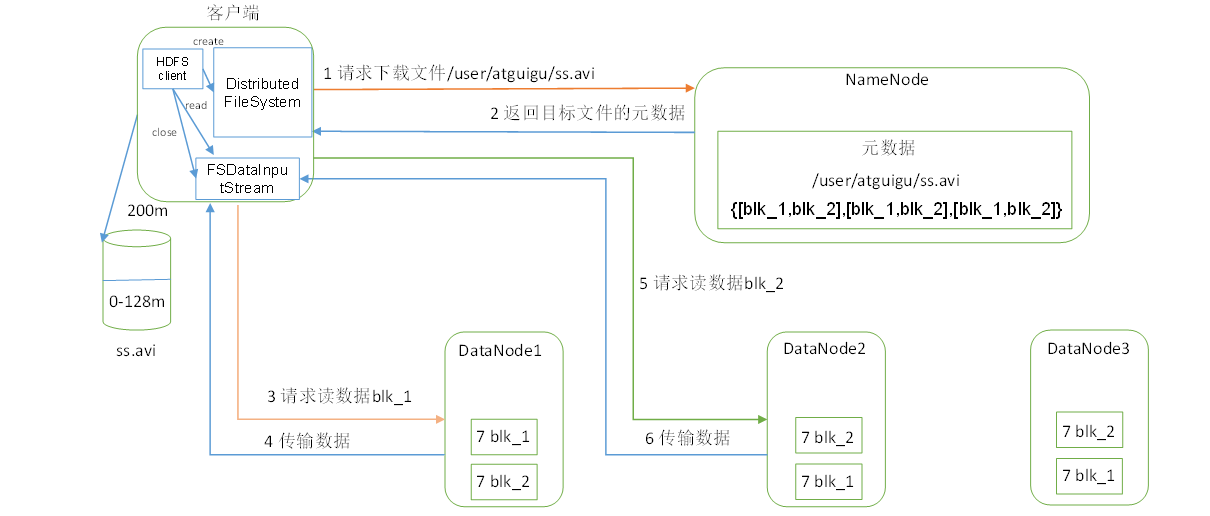 客户端
create
HDFS
client
Distributed
FileSystem
read
close
FSDataInpu
tStream
1 请求下载文件/user/atguigu/ss.avi
2 返回目标文件的元数据
NameNode
元数据
/user/atguigu/ss.avi
{[blk_1,blk_2],[blk_1,blk_2],[blk_1,blk_2]}
200m
0-128m
ss.avi
5 请求读数据blk_2
3 请求读数据blk_1
4 传输数据
6 传输数据
DataNode1
7 blk_1
7 blk_2
DataNode2
7 blk_2
7 blk_1
DataNode3
7 blk_2
7 blk_1